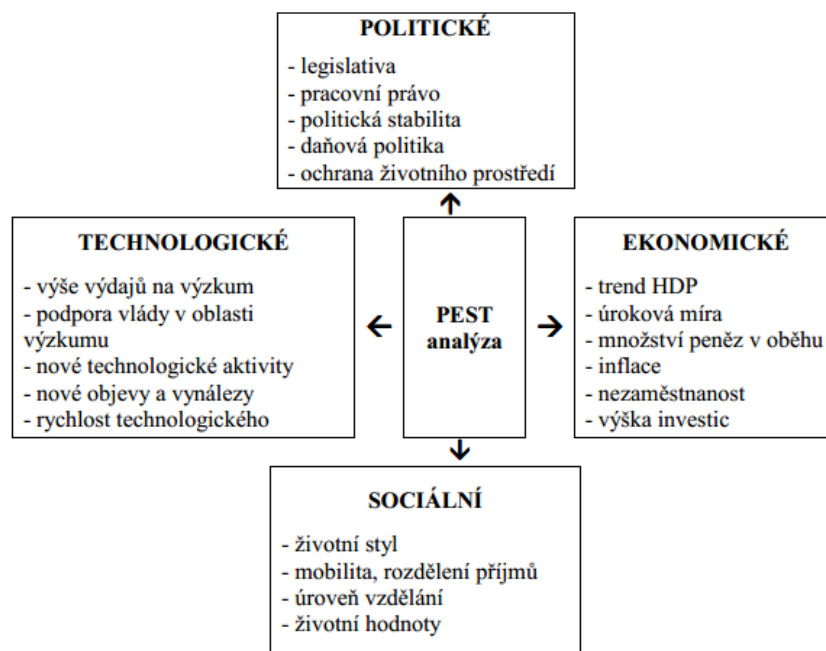 POLITICKÉ
- legislativa
- pracovní právo
- politická stabilita
- daňová politika
- ochrana životního prostředí
TECHNOLOGICKÉ
- výše výdajů na výzkum
- podpora vlády v oblasti
výzkumu
- nové technologické aktivity
- nové objevy a vynálezy
- rychlost technologického
PEST
analýza
EKONOMICKÉ
- trend HDP
- úroková míra
- množství peněz v oběhu
- inflace
- nezaměstnanost
- výška investic
SOCIÁLNÍ
- životní styl
- mobilita, rozdělení příjmů
- úroveň vzdělání
- životní hodnoty